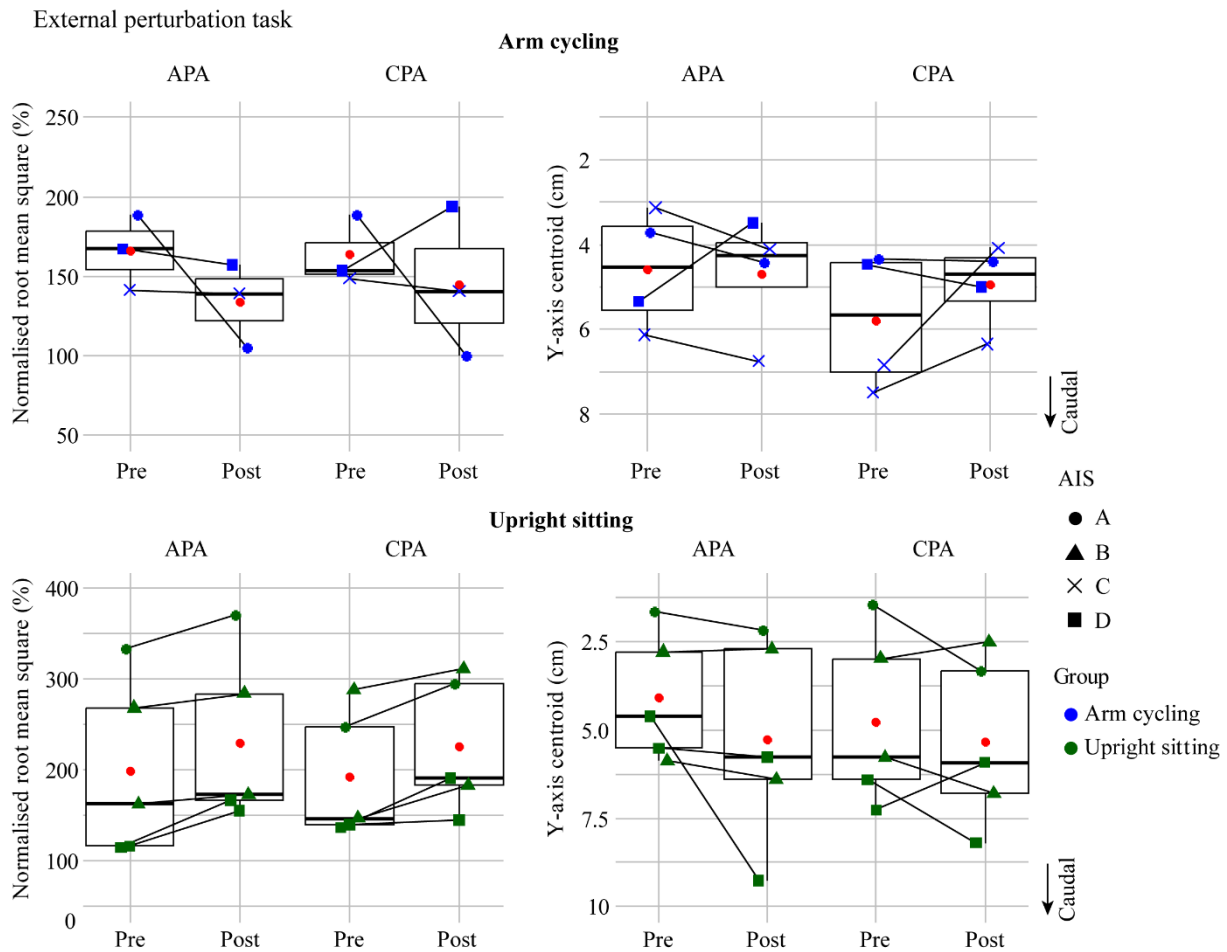 External perturbation task
Arm cycling
APA CPA APA CPA
Normalised root mean square (%)
250
200
150
100
50
Pre Post Pre Post
Y-axis centroid (cm)
2
4
6
8
Pre Post Pre Post
Caudal
Upright sitting
APA CPA APA CPA
Normalised root mean square (%)
400
300
200
100
0
Pre Post Pre Post
Y-axis centroid (cm)
2.5
5.0
7.5
10
Pre Post Pre Post
Caudal
AIS
A
B
C
D
Group
Arm cycling
Upright sitting